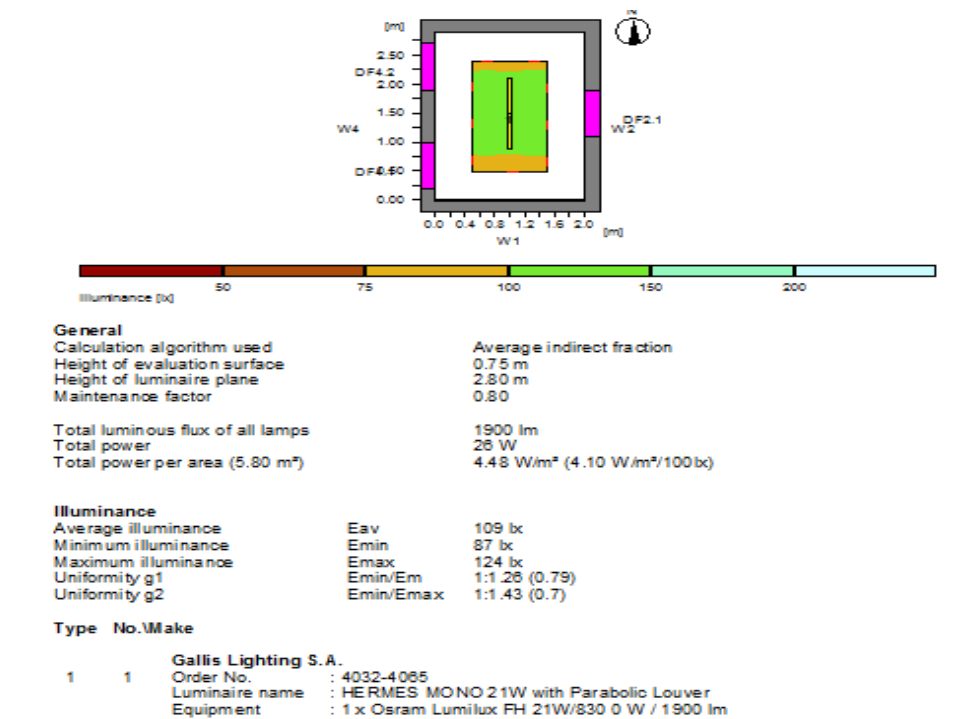 N
[m]
2.50
DF4.2
2.00
1.50
W4
W2
DF2.1
1.00
0.50
0.00
0.0 0.4 0.8 1.2 1.6 2.0 [m]
W1
50 75 100 150 200
Illuminance [lx]
General
Calculation algorithm used Average indirect fraction
Height of evaluation surface 0.75 m
Height of luminaire plane 2.80 m
Maintenance factor 0.80
Total luminous flux of all lamps 1900 lm
Total power 26 W
Total power per area (5.80 m²) 4.48 W/m² (4.10 W/m²/100lx)
Illuminance
Average illuminance Eav 109 lx
Minimum illuminance Emin 87 lx
Maximum illuminance Emax 124 lx
Uniformity g1 Emin/Em 1:1.26 (0.79)
Uniformity g2 Emin/Emax 1:1.43 (0.7)
Type No.\Make
Gallis Lighting S.A.
1 1 Order No. : 4032-4065
Luminaire name : HERMES MONO 21W with Parabolic Louver
Equipment : 1 x Osram Lumilux FH 21W/830 0 W / 1900 lm